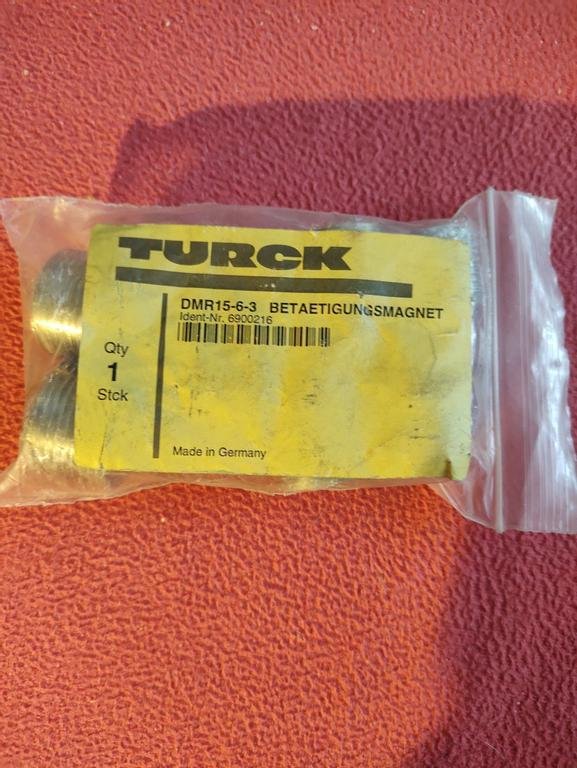 TURCK
DMR15-6-3 BETAETIGUNGSMAGNET
Ident-Nr. 6900216
Qty
1
Stck
Made in Germany